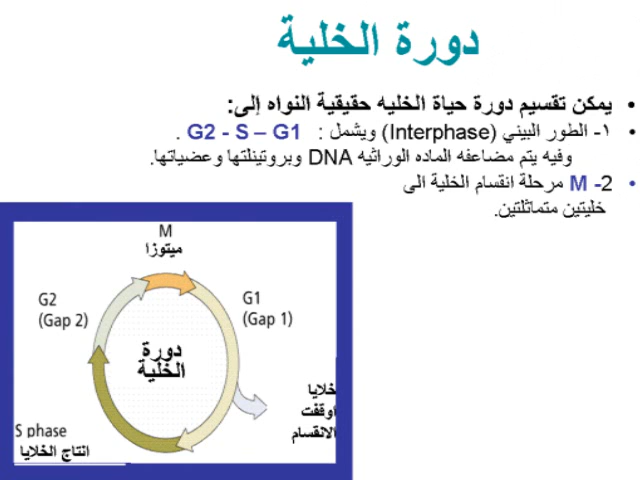 دورة الخلية
• يمكن تقسيم دورة حياة الخليه حقيقية النواه إلى:
• ١- الطور البيني (Interphase) ويشمل : G2 - S – G1 .
وفيه يتم مضاعفه الماده الوراثيه DNA وبروتينلتها وعضياتها.
• 2- M مرحلة انقسام الخلية الى
خليتين متماثلتين.
M
ميتوزا
G2
(Gap 2)
G1
(Gap 1)
دورة
الخلية
خلايا
اوقفت
الانقسام
S phase
انتاج الخلايا